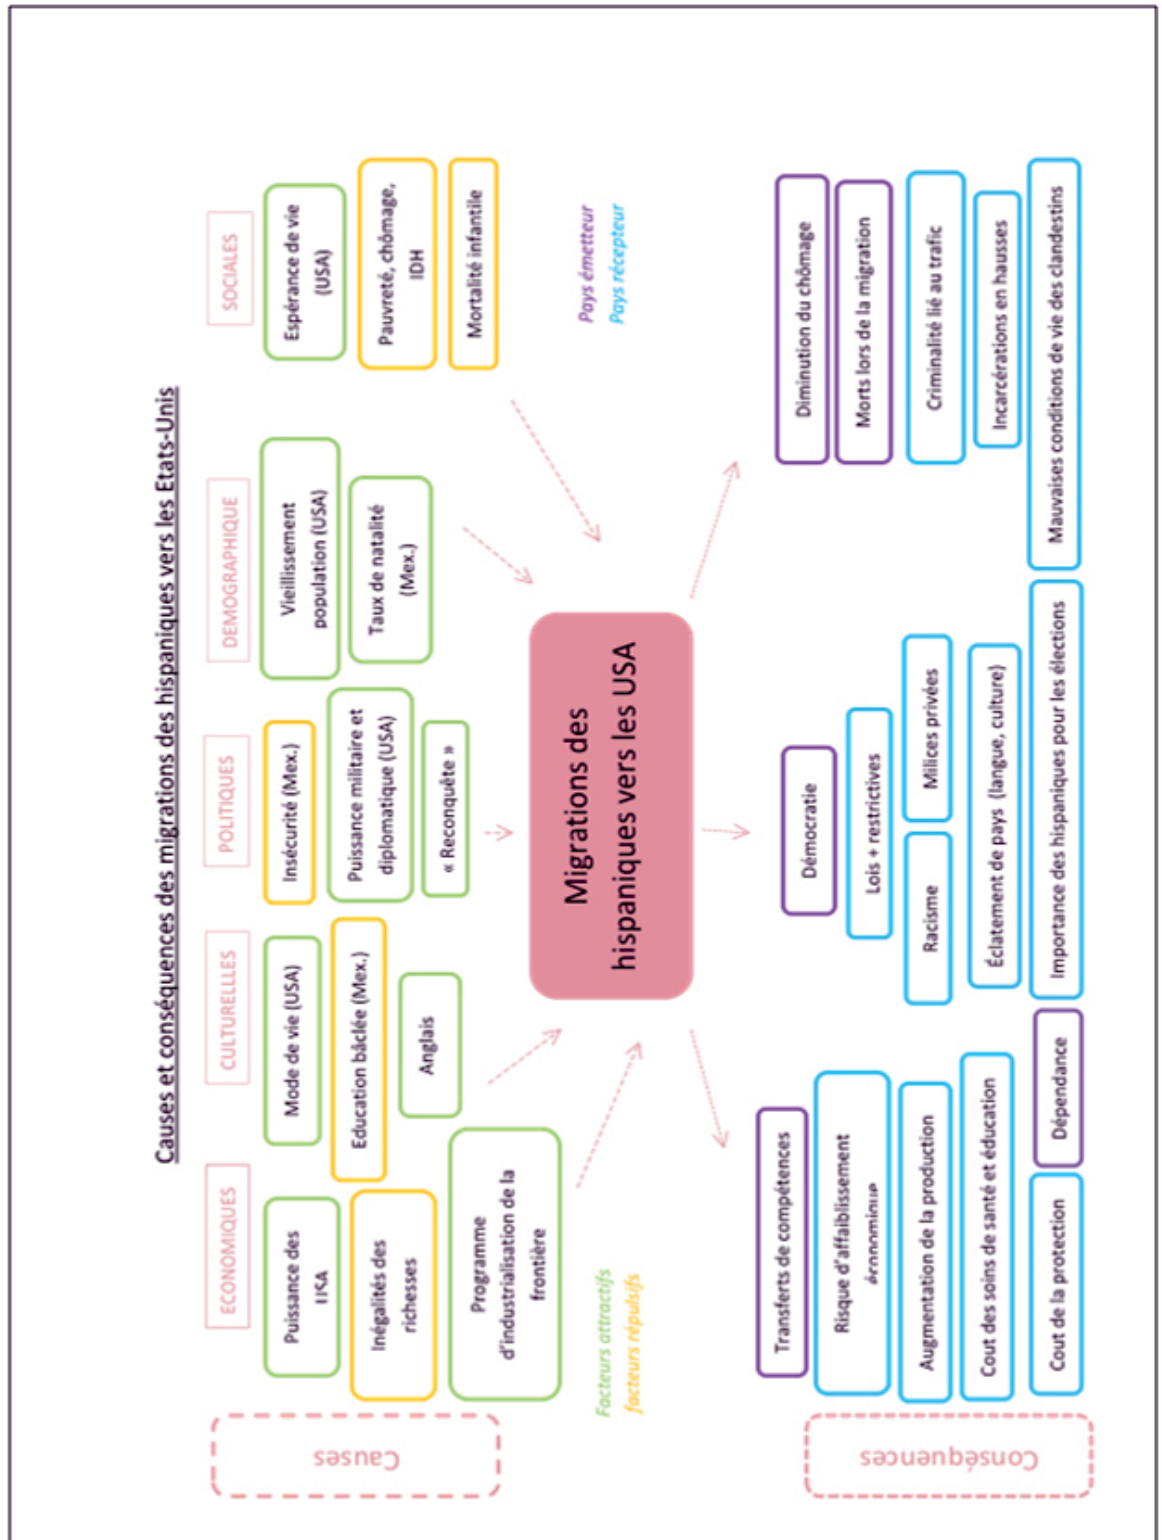 Causes et conséquences des migrations des hispaniques vers les Etats-Unis
Causes
ECONOMIQUES
Puissance des
USA
Inégalités des
richesses
Programme
d'industrialisation de la
frontière
CULTURELLLES
Mode de vie (USA)
Education bâclée (Mex.)
Anglais
POLITIQUES
Insécurité (Mex.)
Puissance militaire et
diplomatique (USA)
« Reconquête »
DEMOGRAPHIQUE
Vieillissement
population (USA)
Taux de natalité
(Mex.)
SOCIALES
Espérance de vie
(USA)
Pauvreté, chômage,
IDH
Mortalité infantile
Facteurs attractifs
facteurs répulsifs
Migrations des
hispaniques vers les USA
Pays émetteur
Pays récepteur
Conséquences
Transferts de compétences
Risque d'affaiblissement
économique
Augmentation de la production
Cout des soins de santé et éducation
Cout de la protection
Dépendance
Démocratie
Lois + restrictives
Racisme
Milices privées
Éclatement de pays (langue, culture)
Importance des hispaniques pour les élections
Diminution du chômage
Morts lors de la migration
Criminalité lié au trafic
Incarcérations en hausses
Mauvaises conditions de vie des clandestins